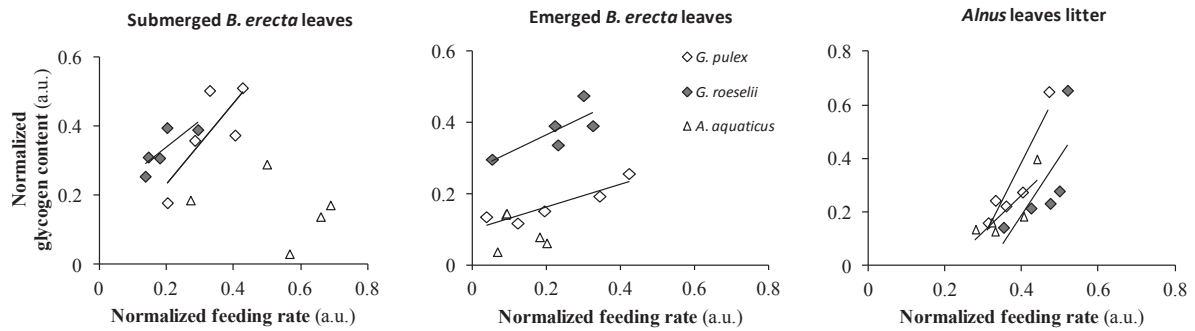 Submerged B. erecta leaves
Emerged B. erecta leaves
Alnus leaves litter
Normalized
glycogen content (a.u.)
0.6
0.4
0.2
0
0 0.2 0.4 0.6 0.8
Normalized feeding rate (a.u.)
0.6
0.4
0.2
0
0 0.2 0.4 0.6 0.8
Normalized feeding rate (a.u.)
G. pulex
G. roeselii
A. aquaticus
0.8
0.6
0.4
0.2
0
0 0.2 0.4 0.6 0.8
Normalized feeding rate (a.u.)